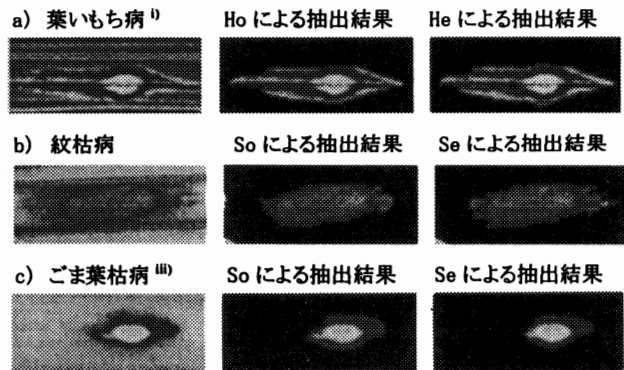 a) 葉いもち病 i) Ho による抽出結果 He による抽出結果
b) 紋枯病 So による抽出結果 Se による抽出結果
c) ごま葉枯病 iii) So による抽出結果 Se による抽出結果